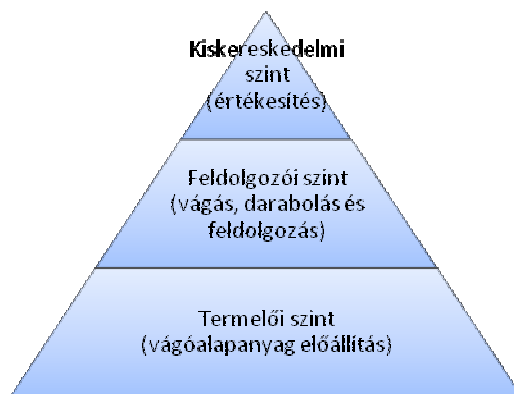 Kiskereskedelmi
szint
(értékesítés)
Feldolgozói szint
(vágás, darabolás és
feldolgozás)
Termelői szint
(vágóalapanyag előállítás)